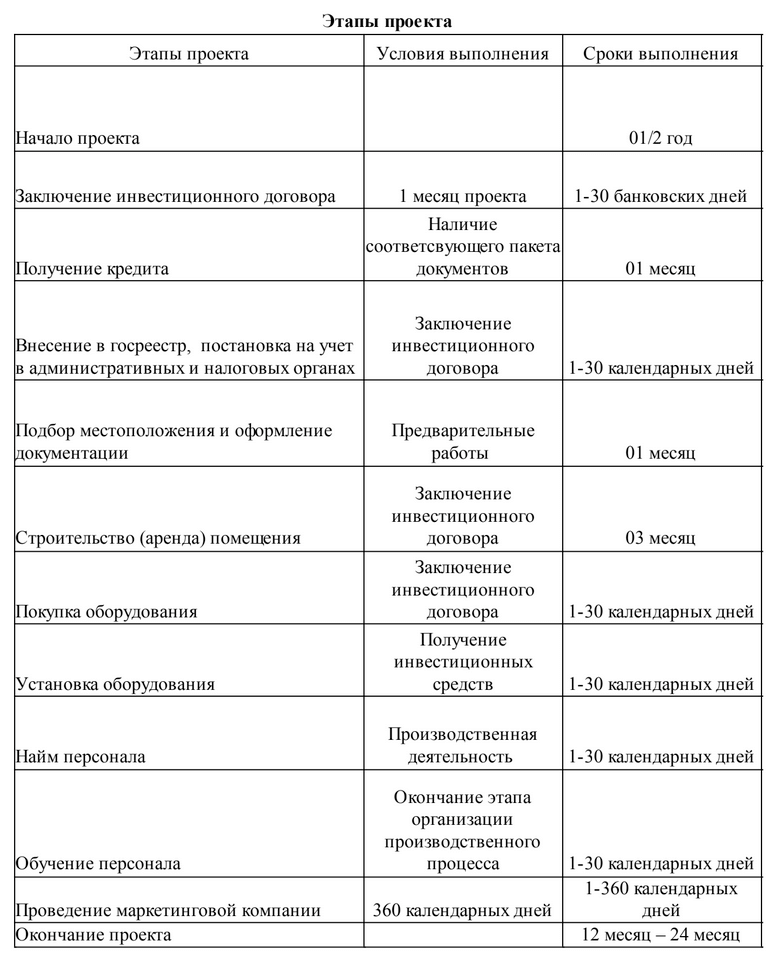 Этапы проекта
Этапы проекта Условия выполнения Сроки выполнения
Начало проекта 01/2 год
Заключение инвестиционного договора 1 месяц проекта 1-30 банковских дней
Наличие
соответсвующего пакета
Получение кредита документов 01 месяц
Заключение
Внесение в госреестр, постановка на учет инвестиционного
в административных и налоговых органах договора 1-30 календарных дней
Подбор местоположения и оформление Предварительные
документации работы 01 месяц
Заключение
инвестиционного
Строительство (аренда) помещения договора 03 месяц
Заключение
инвестиционного
Покупка оборудования договора 1-30 календарных дней
Получение
инвестиционных
Установка оборудования средств 1-30 календарных дней
Производственная
Найм персонала деятельность 1-30 календарных дней
Окончание этапа
организации
производственного
Обучение персонала процесса 1-30 календарных дней
1-360 календарных
Проведение маркетинговой компании 360 календарных дней дней
Окончание проекта 12 месяц – 24 месяц